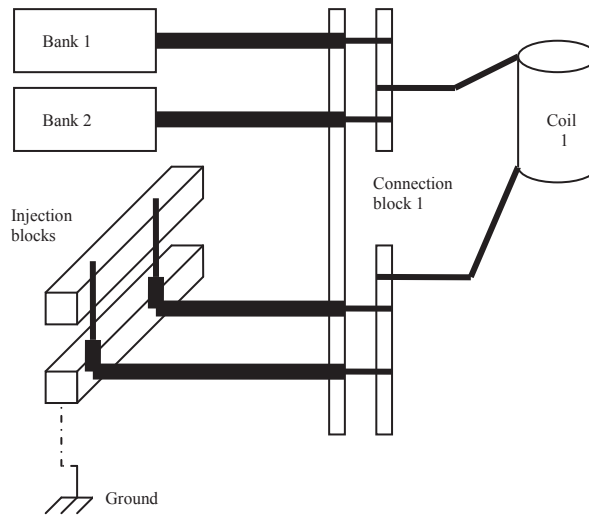 Bank 1
Bank 2
Coil
1
Connection
block 1
Injection
blocks
Ground